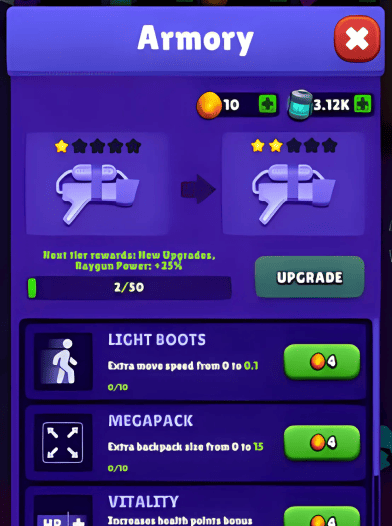 Armory
10
3.12K
Next tier rewards: New Upgrades,
Raygun Power: +25%
2/50
UPGRADE
LIGHT BOOTS
Extra move speed from 0 to 0.1
0/10
4
MEGAPACK
Extra backpack size from 0 to 15
0/10
4
VITALITY
HP +
Increases health points bonus
4